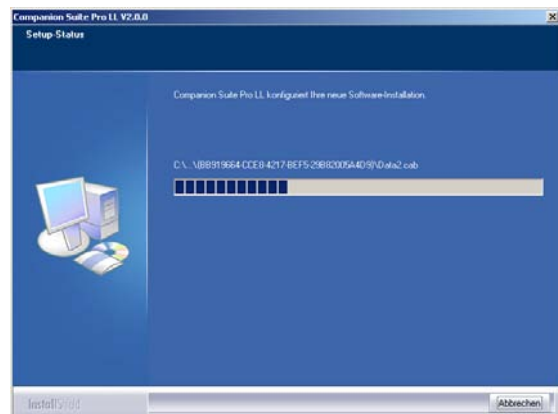 Companion Suite Pro LL V2.0.0
Setup-Status
Companion Suite Pro LL konfiguriert Ihre neue Software-Installation.
C:\...\{BB919664-CCE8-4217-BEF5-29B82005A4D9}\Data2.cab
InstallShield
Abbrechen